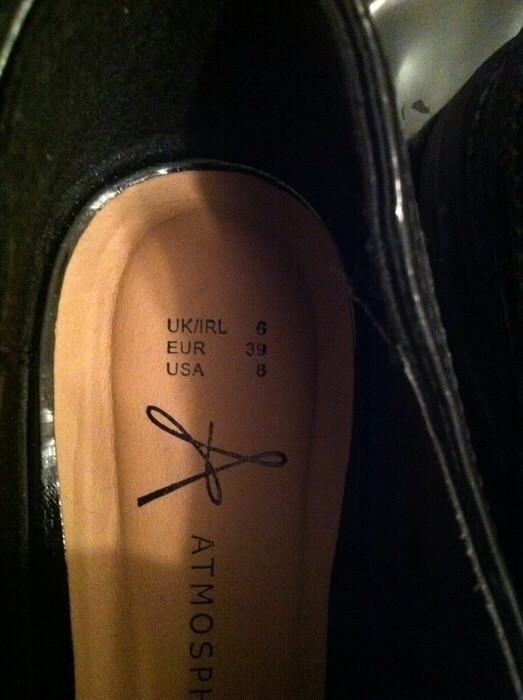 UK/IRL 6
EUR 39
USA 8
ATMOSPH